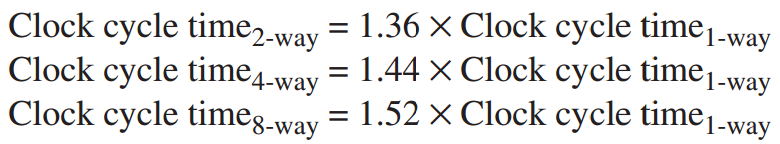 Clock cycle time2-way = 1.36 × Clock cycle time1-way
Clock cycle time4-way = 1.44 × Clock cycle time1-way
Clock cycle time8-way = 1.52 × Clock cycle time1-way